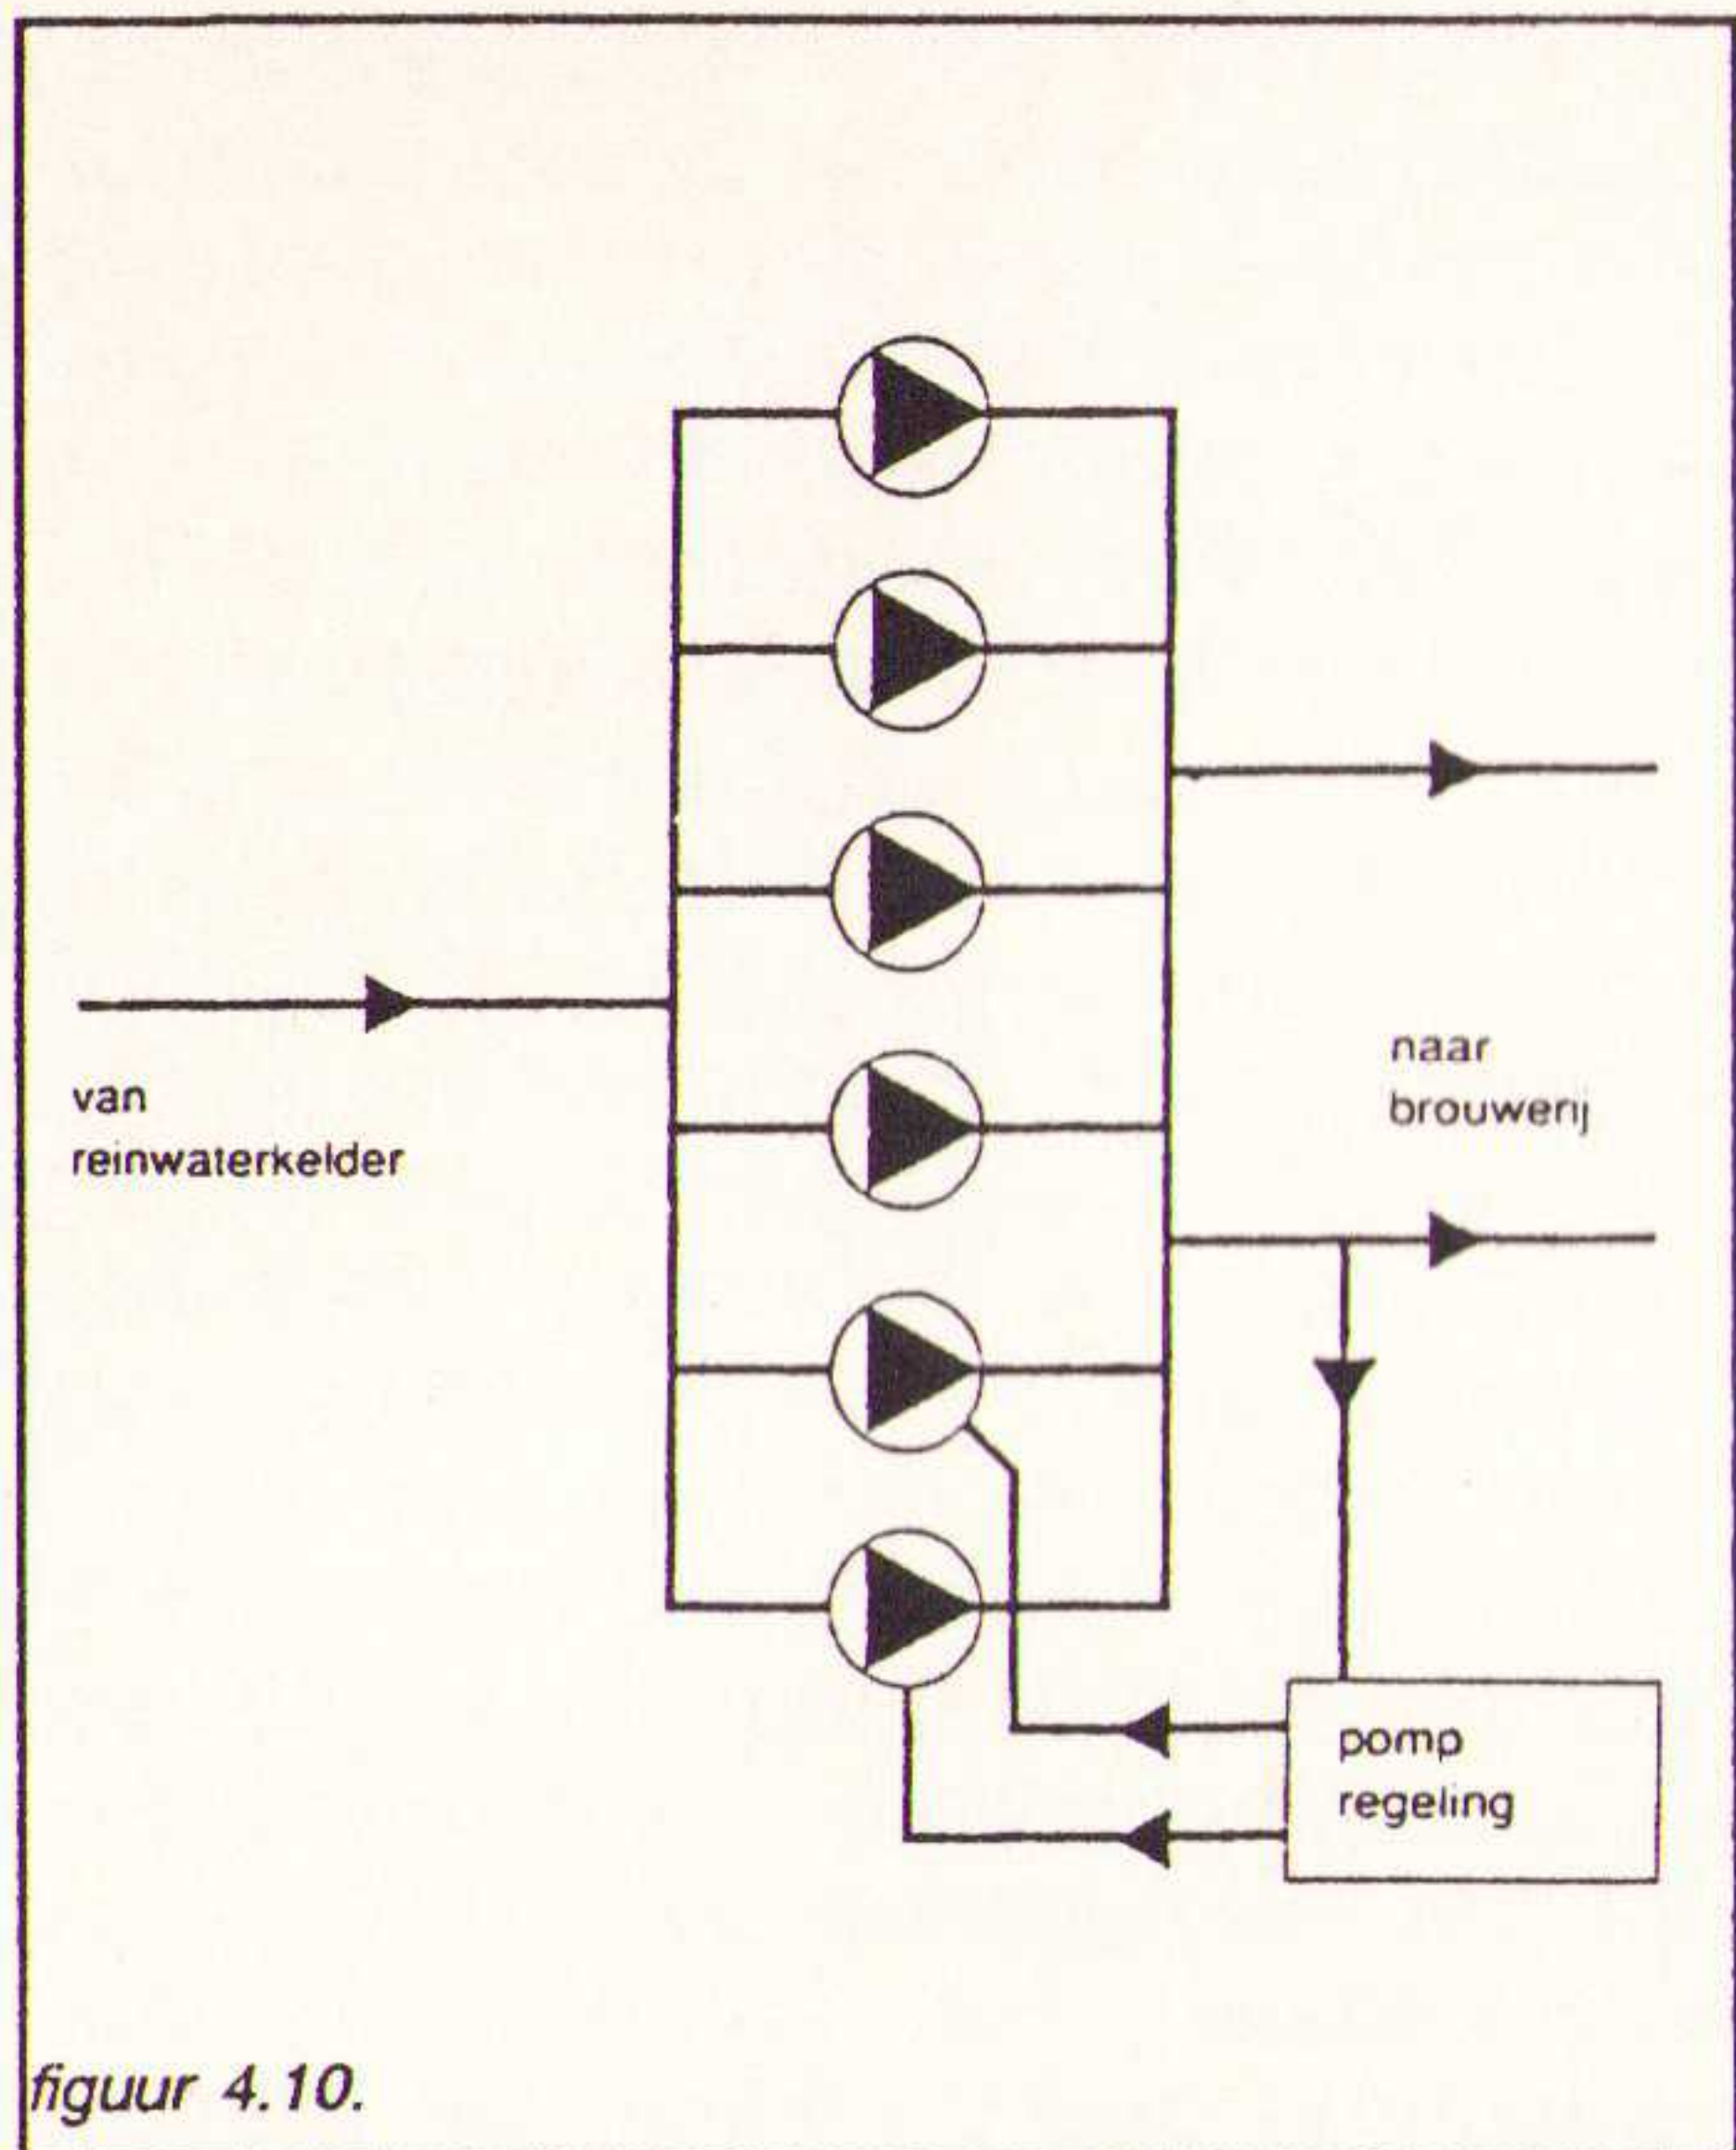 van
reinwaterkelder
naar
brouwerij
pomp
regeling
figuur 4.10.